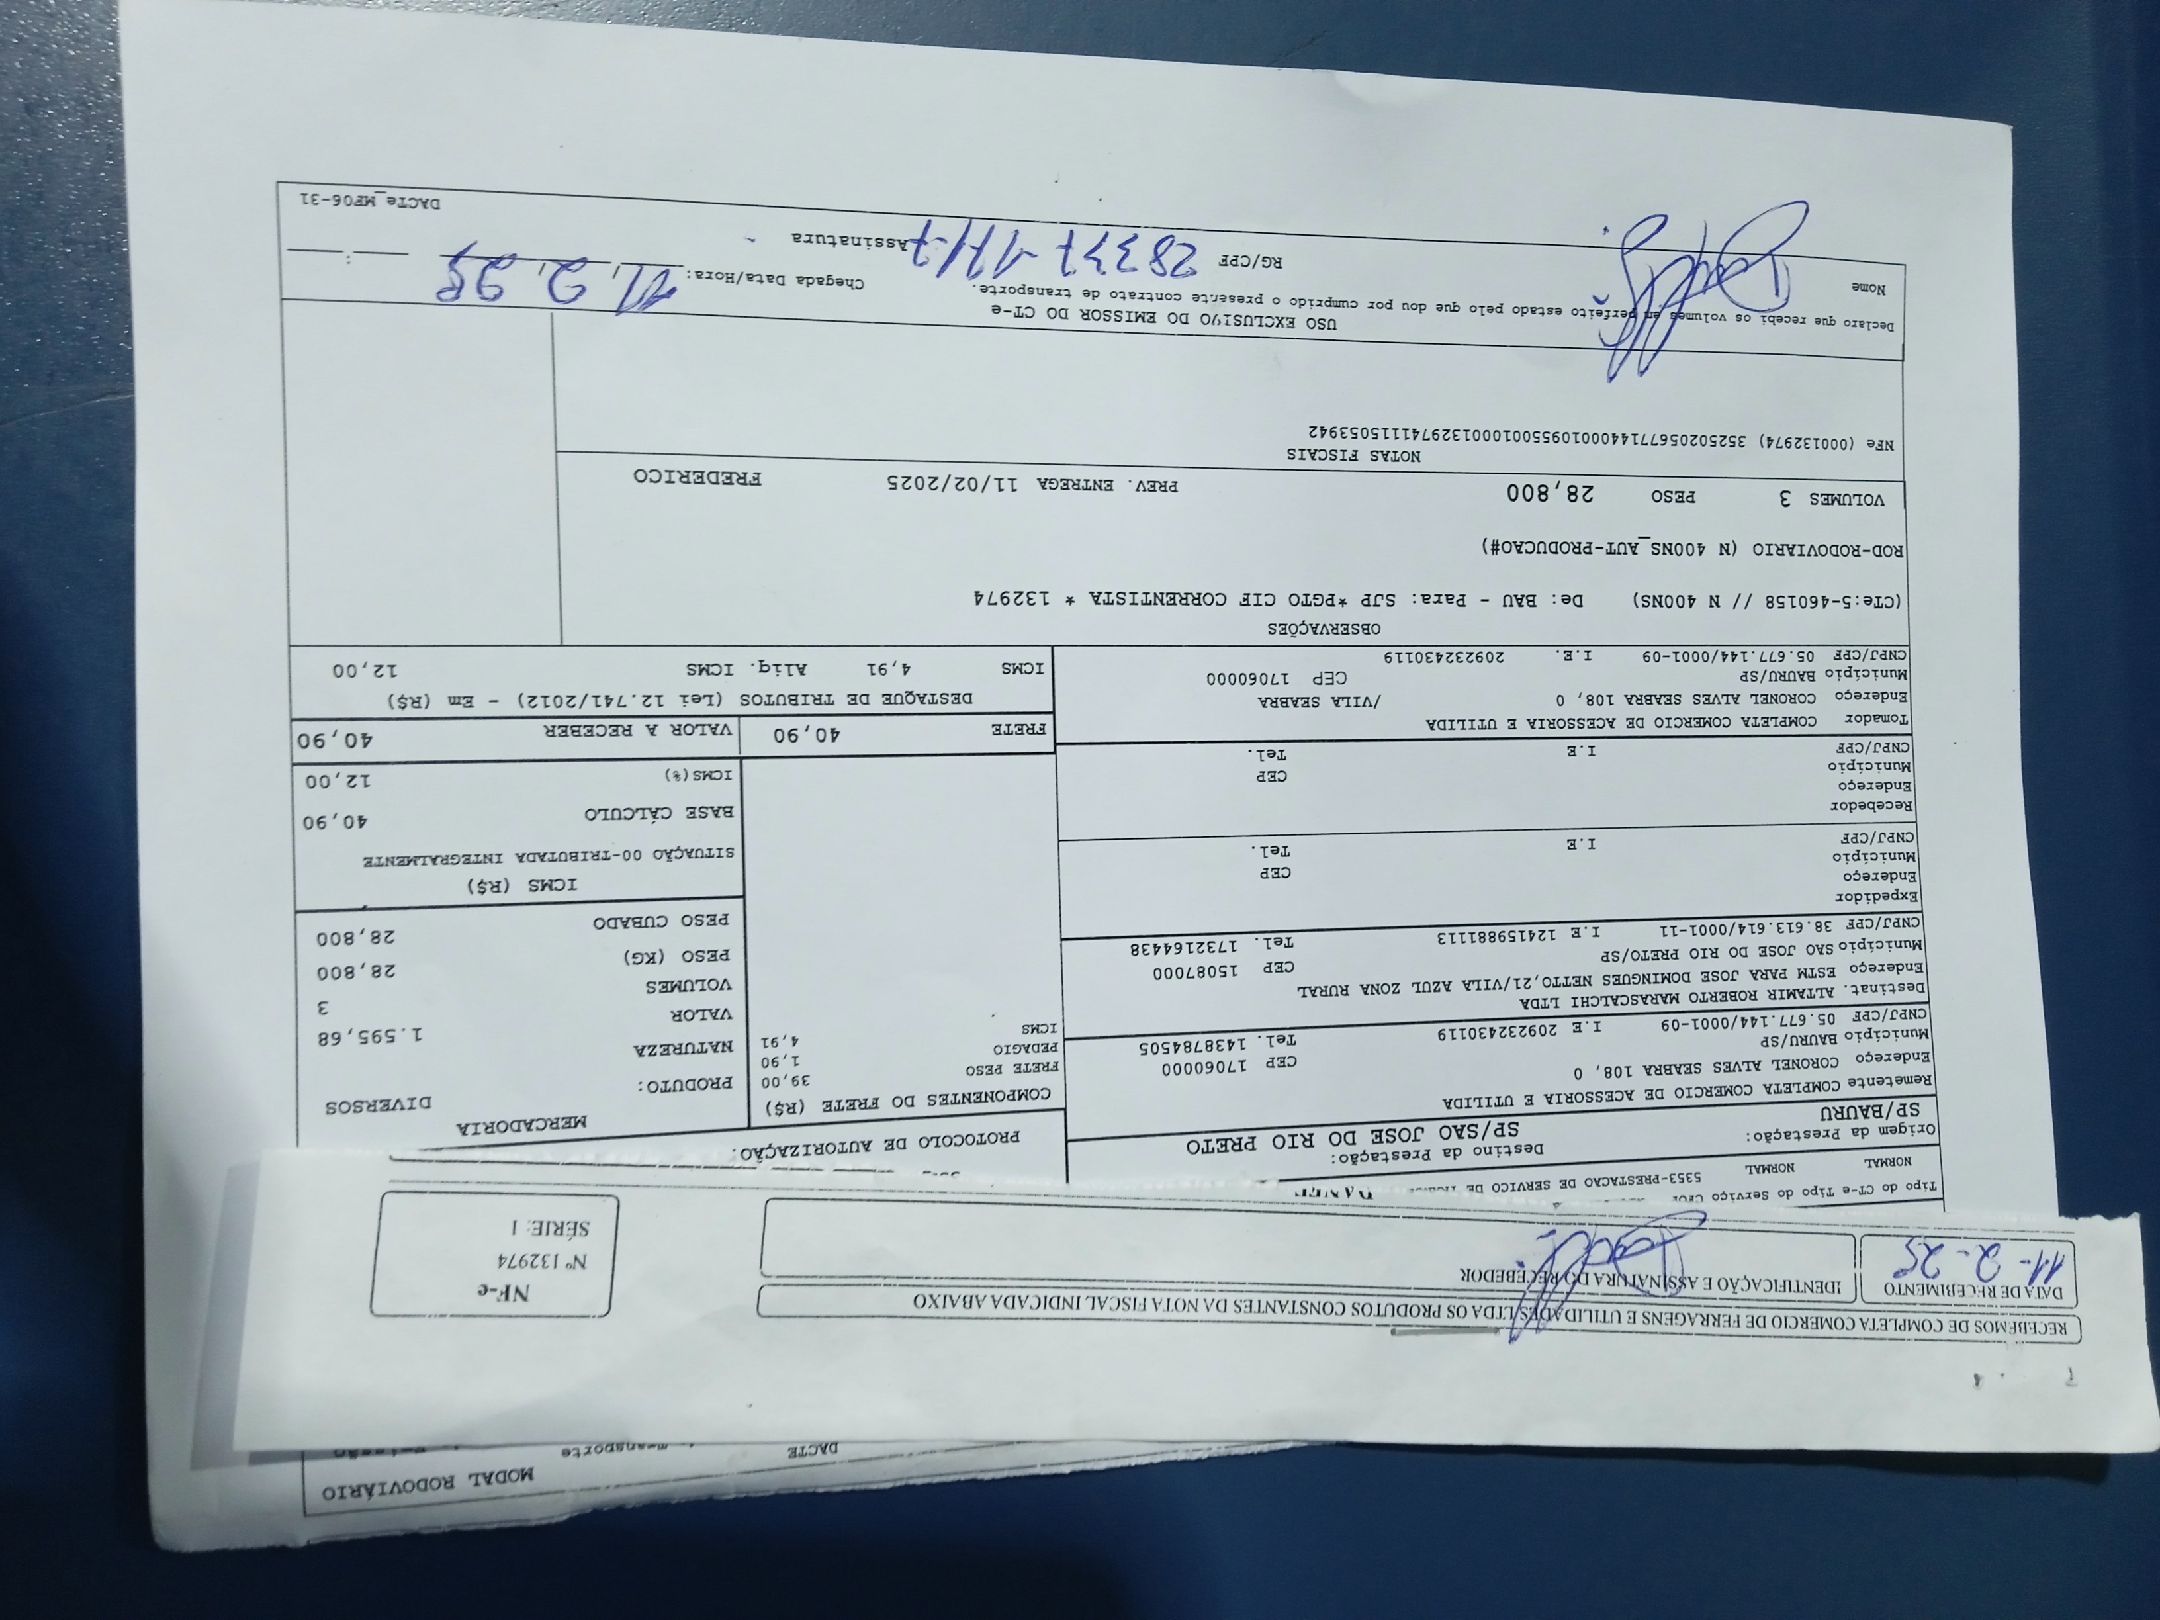 MODAL RODOVIÁRIO
DACTE
RECEBEMOS DE COMPLETA COMERCIO DE FERRAGENS E UTILIDADES LTDA OS PRODUTOS CONSTANTES DA NOTA FISCAL INDICADA ABAIXO
DATA DE RECEBIMENTO
11-2-25
IDENTIFICAÇÃO E ASSINATURA DO RECEBEDOR
NF-e
Nº 132974
SÉRIE: 1
Tipo do CT-e Tipo do Serviço
NORMAL NORMAL 5353-PRESTACAO DE SERVICO DE
Origem da Prestação:
SP/BAURU
Destino da Prestação:
SP/SAO JOSE DO RIO PRETO
PROTOCOLO DE AUTORIZAÇÃO:
Remetente COMPLETA COMERCIO DE ACESSORIA E UTILIDA
Endereço CORONEL ALVES SEABRA 108, 0
CEP 17060000
Município BAURU/SP
Tel. 1438784505
CNPJ/CPF 05.677.144/0001-09 I.E 209232430119
Destinat. ALTAMIR ROBERTO MARASCALCHI LTDA
Endereço ESTM PARA JOSE DOMINGUES NETTO,21/VILA AZUL ZONA RURAL
Município SAO JOSE DO RIO PRETO/SP CEP 15087000
CNPJ/CPF 38.613.614/0001-11 I.E 124159881113 Tel. 1732164438
Expedidor
Endereço
Município CEP
CNPJ/CPF I.E Tel.
Recebedor
Endereço
Município CEP
CNPJ/CPF I.E Tel.
Tomador COMPLETA COMERCIO DE ACESSORIA E UTILIDA
Endereço CORONEL ALVES SEABRA 108, 0 /VILA SEABRA
Município BAURU/SP CEP 17060000
CNPJ/CPF 05.677.144/0001-09 I.E. 209232430119
COMPONENTES DO FRETE (R$)
FRETE PESO 39,00
PEDAGIO 1,90
ICMS 4,91
MERCADORIA
PRODUTO: DIVERSOS
NATUREZA
VALOR 1.595,68
VOLUMES 3
PESO (KG) 28,800
PESO CUBADO 28,800
ICMS (R$)
SITUAÇÃO 00-TRIBUTADA INTEGRALMENTE
BASE CÁLCULO 40,90
ICMS(%) 12,00
FRETE 40,90 VALOR A RECEBER 40,90
DESTAQUE DE TRIBUTOS (Lei 12.741/2012) - Em (R$)
ICMS 4,91 Aliq. ICMS 12,00
OBSERVAÇÕES
(CTe:5-460158 // N 400NS) De: BAU - Para: SJP *PGTO CIF CORRENTISTA * 132974
ROD-RODOVIARIO (N 400NS_AUT-PRODUCAO#)
VOLUMES 3 PESO 28,800 PREV. ENTREGA 11/02/2025 FREDERICO
NOTAS FISCAIS
NFe (000132974) 35250205677144000109550010001329741115053942
USO EXCLUSIVO DO EMISSOR DO CT-e
Declaro que recebi os volumes em perfeito estado pelo que dou por cumprido o presente contrato de transporte.
Chegada Data/Hora: 11, 2, 25 :
Nome
RG/CPF
Assinatura
DACTe_MF06-31